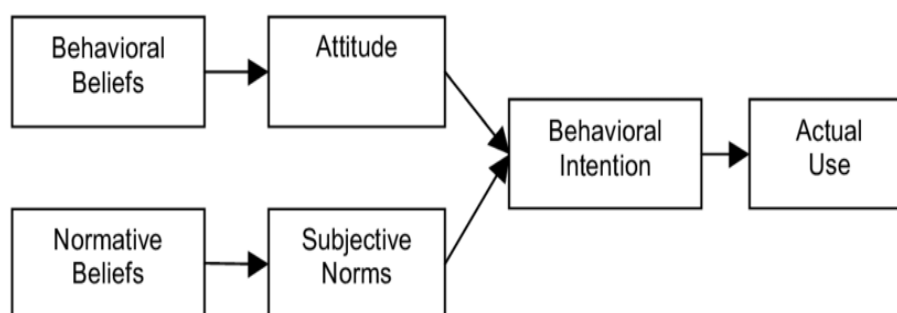 Behavioral
Beliefs
Attitude
Behavioral
Intention
Actual
Use
Normative
Beliefs
Subjective
Norms